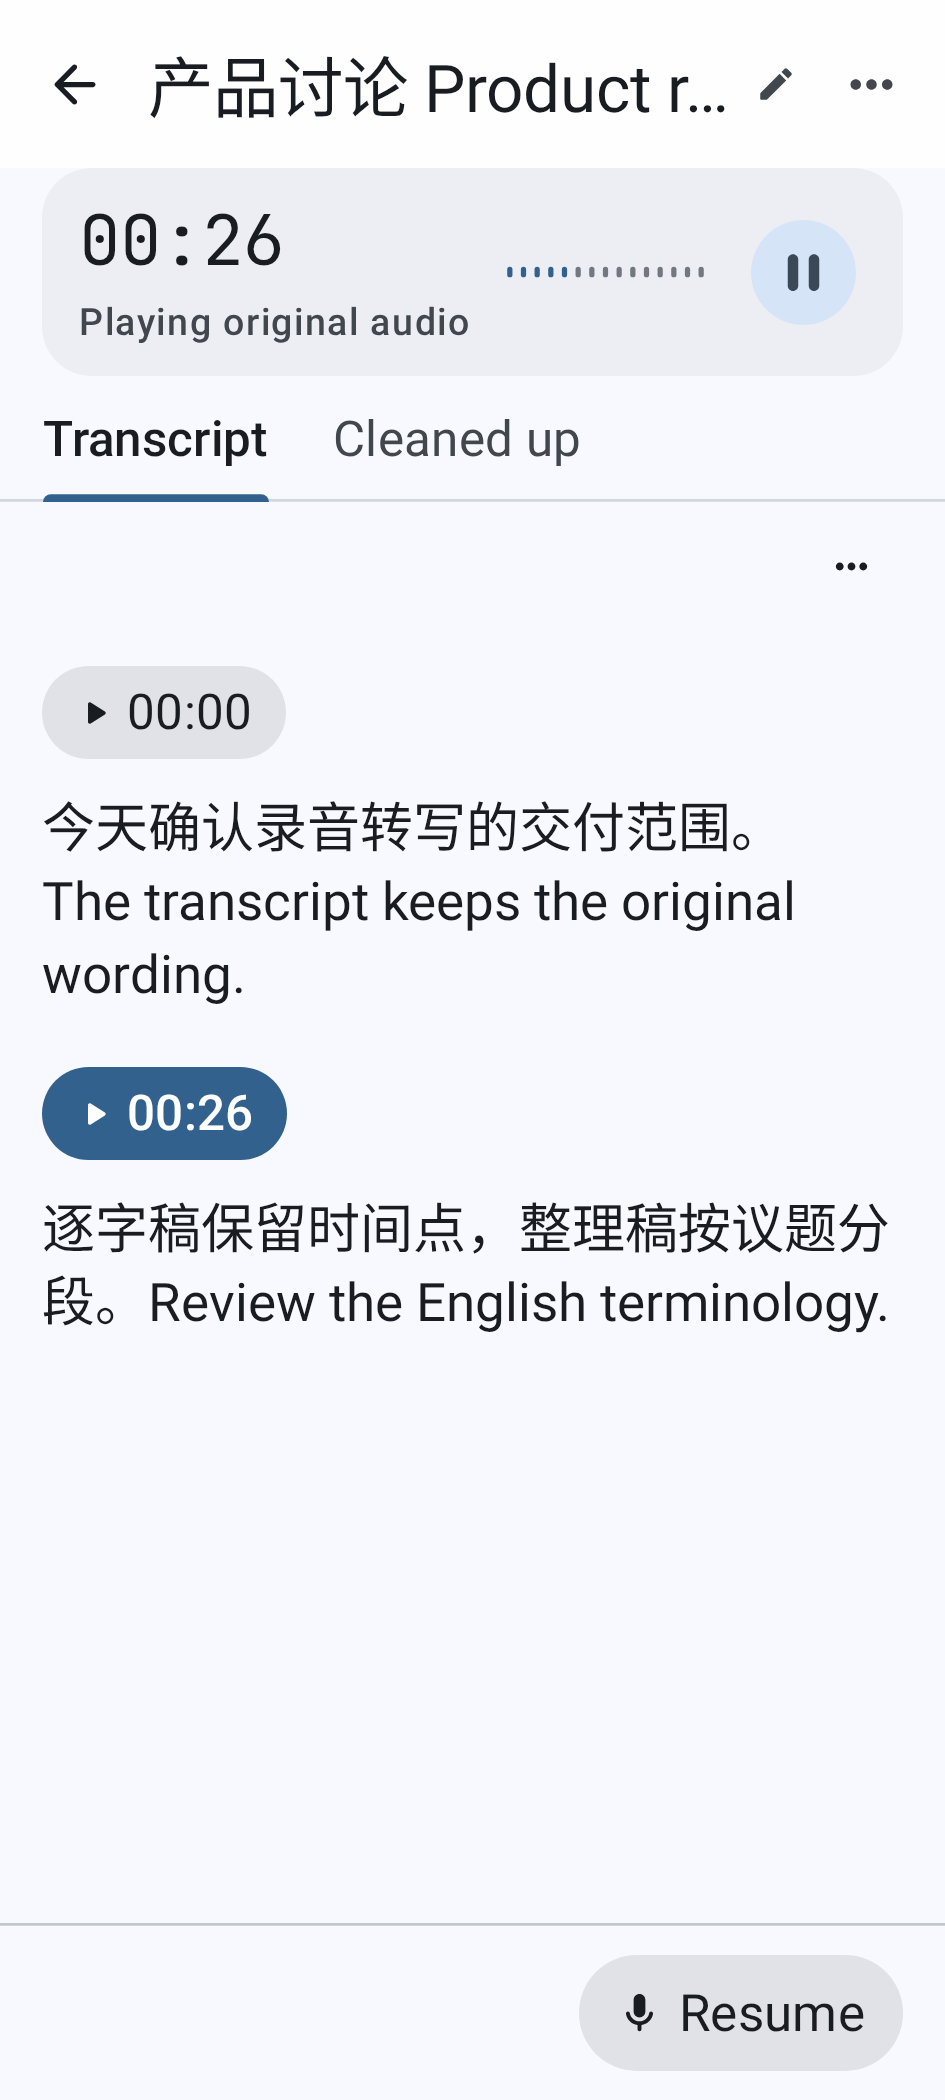 产品讨论 Product r...
00:26
Playing original audio
Transcript
Cleaned up
00:00
今天确认录音转写的交付范围。
The transcript keeps the original
wording.
00:26
逐字稿保留时间点，整理稿按议题分
段。Review the English terminology.
Resume